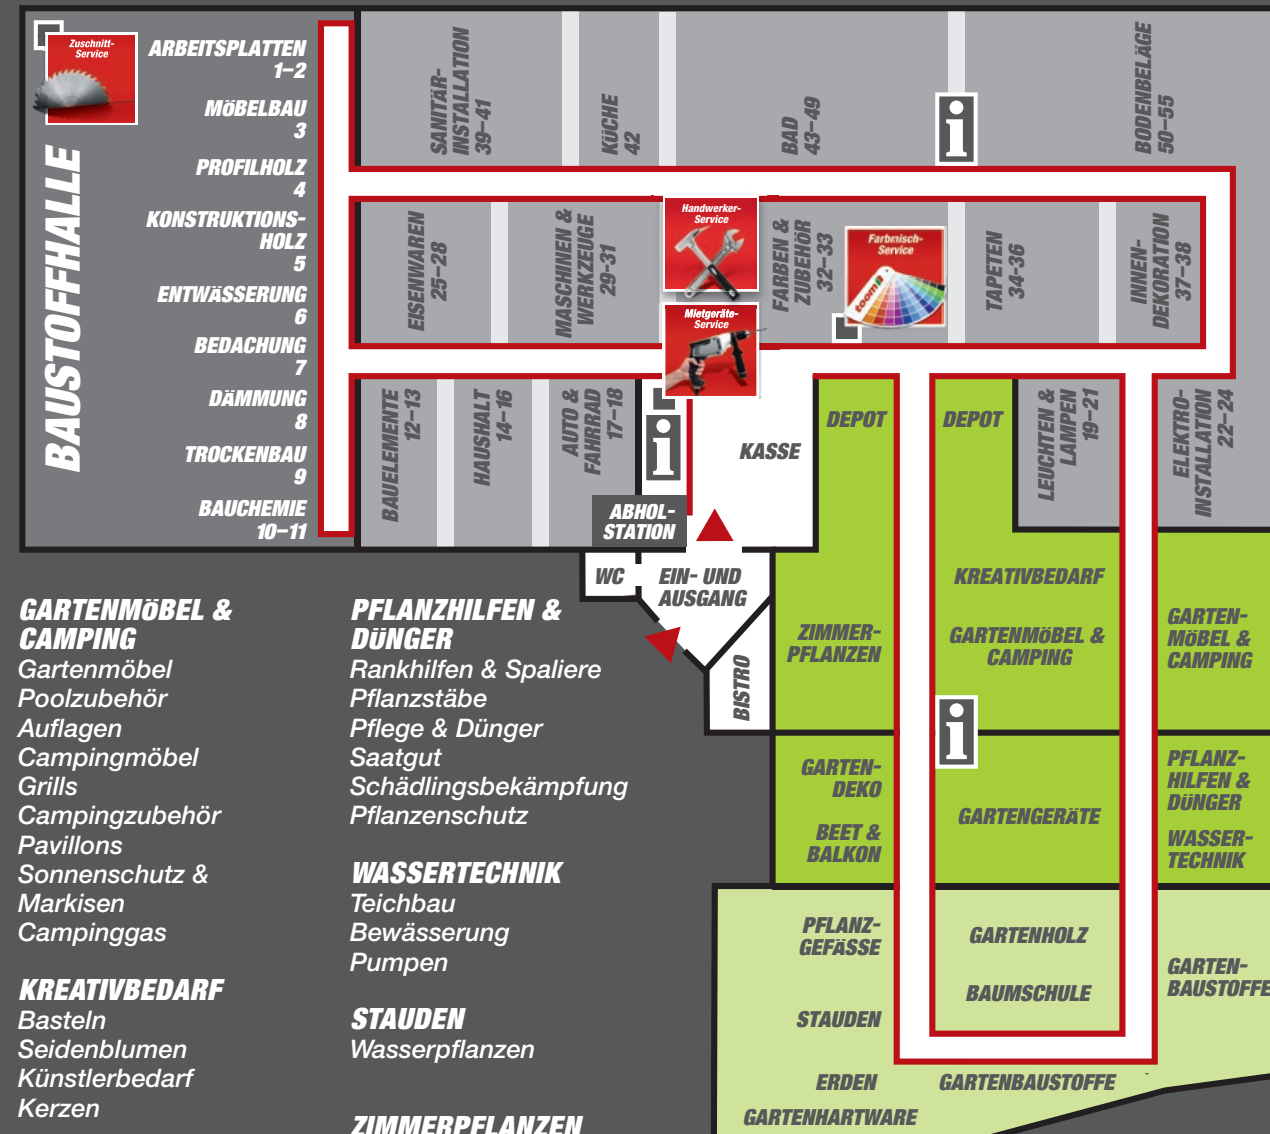 Zuschnitt-
Service
ARBEITSPLATTEN
1–2
MÖBELBAU
3
PROFILHOLZ
4
KONSTRUKTIONS-
HOLZ
5
ENTWÄSSERUNG
6
BEDACHUNG
7
DÄMMUNG
8
TROCKENBAU
9
BAUCHEMIE
10–11
BAUSTOFFHALLE
SANITÄR-
INSTALLATION
39–41
KÜCHE
42
BAD
43–49
i
BODENBELÄGE
50–55
EISENWAREN
25–28
MASCHINEN &
WERKZEUGE
29-31
Handwerker-
Service
Mietgeräte-
Service
FARBEN &
ZUBEHÖR
32–33
Farbmisch-
Service
toom
TAPETEN
34-36
INNEN-
DEKORATION
37–38
BAUELEMENTE
12–13
HAUSHALT
14–16
AUTO &
FAHRRAD
17–18
i
KASSE
ABHOL-
STATION
DEPOT
DEPOT
LEUCHTEN &
LAMPEN
19–21
ELEKTRO-
INSTALLATION
22–24
WC
EIN- UND
AUSGANG
BISTRO
ZIMMER-
PFLANZEN
KREATIVBEDARF
GARTENMÖBEL &
CAMPING
GARTEN-
MÖBEL &
CAMPING
i
GARTEN-
DEKO
BEET &
BALKON
GARTENGERÄTE
PFLANZ-
HILFEN &
DÜNGER
WASSER-
TECHNIK
PFLANZ-
GEFÄSSE
STAUDEN
ERDEN
GARTENHARTWARE
GARTENHOLZ
BAUMSCHULE
GARTENBAUSTOFFE
GARTEN-
BAUSTOFFE
GARTENMÖBEL &
CAMPING
Gartenmöbel
Poolzubehör
Auflagen
Campingmöbel
Grills
Campingzubehör
Pavillons
Sonnenschutz &
Markisen
Campinggas
KREATIVBEDARF
Basteln
Seidenblumen
Künstlerbedarf
Kerzen
PFLANZHILFEN &
DÜNGER
Rankhilfen & Spaliere
Pflanzstäbe
Pflege & Dünger
Saatgut
Schädlingsbekämpfung
Pflanzenschutz
WASSERTECHNIK
Teichbau
Bewässerung
Pumpen
STAUDEN
Wasserpflanzen
ZIMMERPFLANZEN